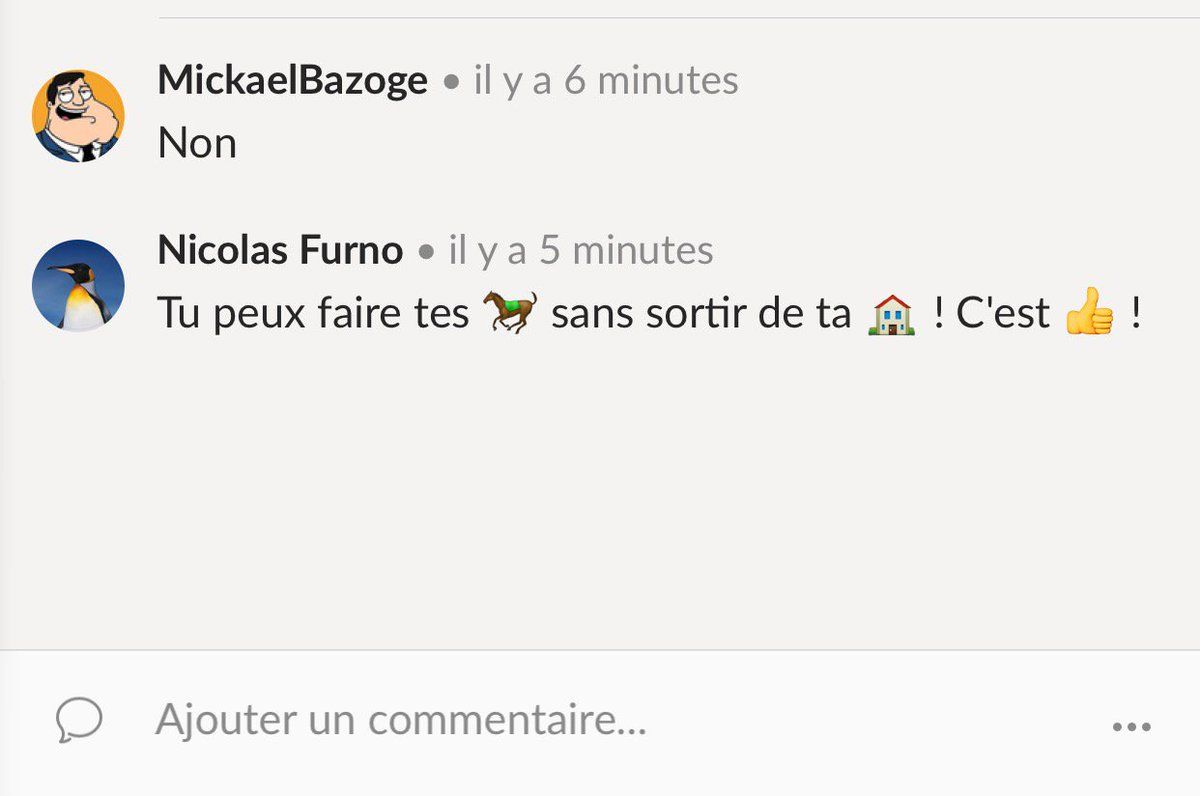 MickaelBazoge • il y a 6 minutes
Non
Nicolas Furno • il y a 5 minutes
Tu peux faire tes 🐎 sans sortir de ta 🏠 ! C'est 👍 !
Ajouter un commentaire...